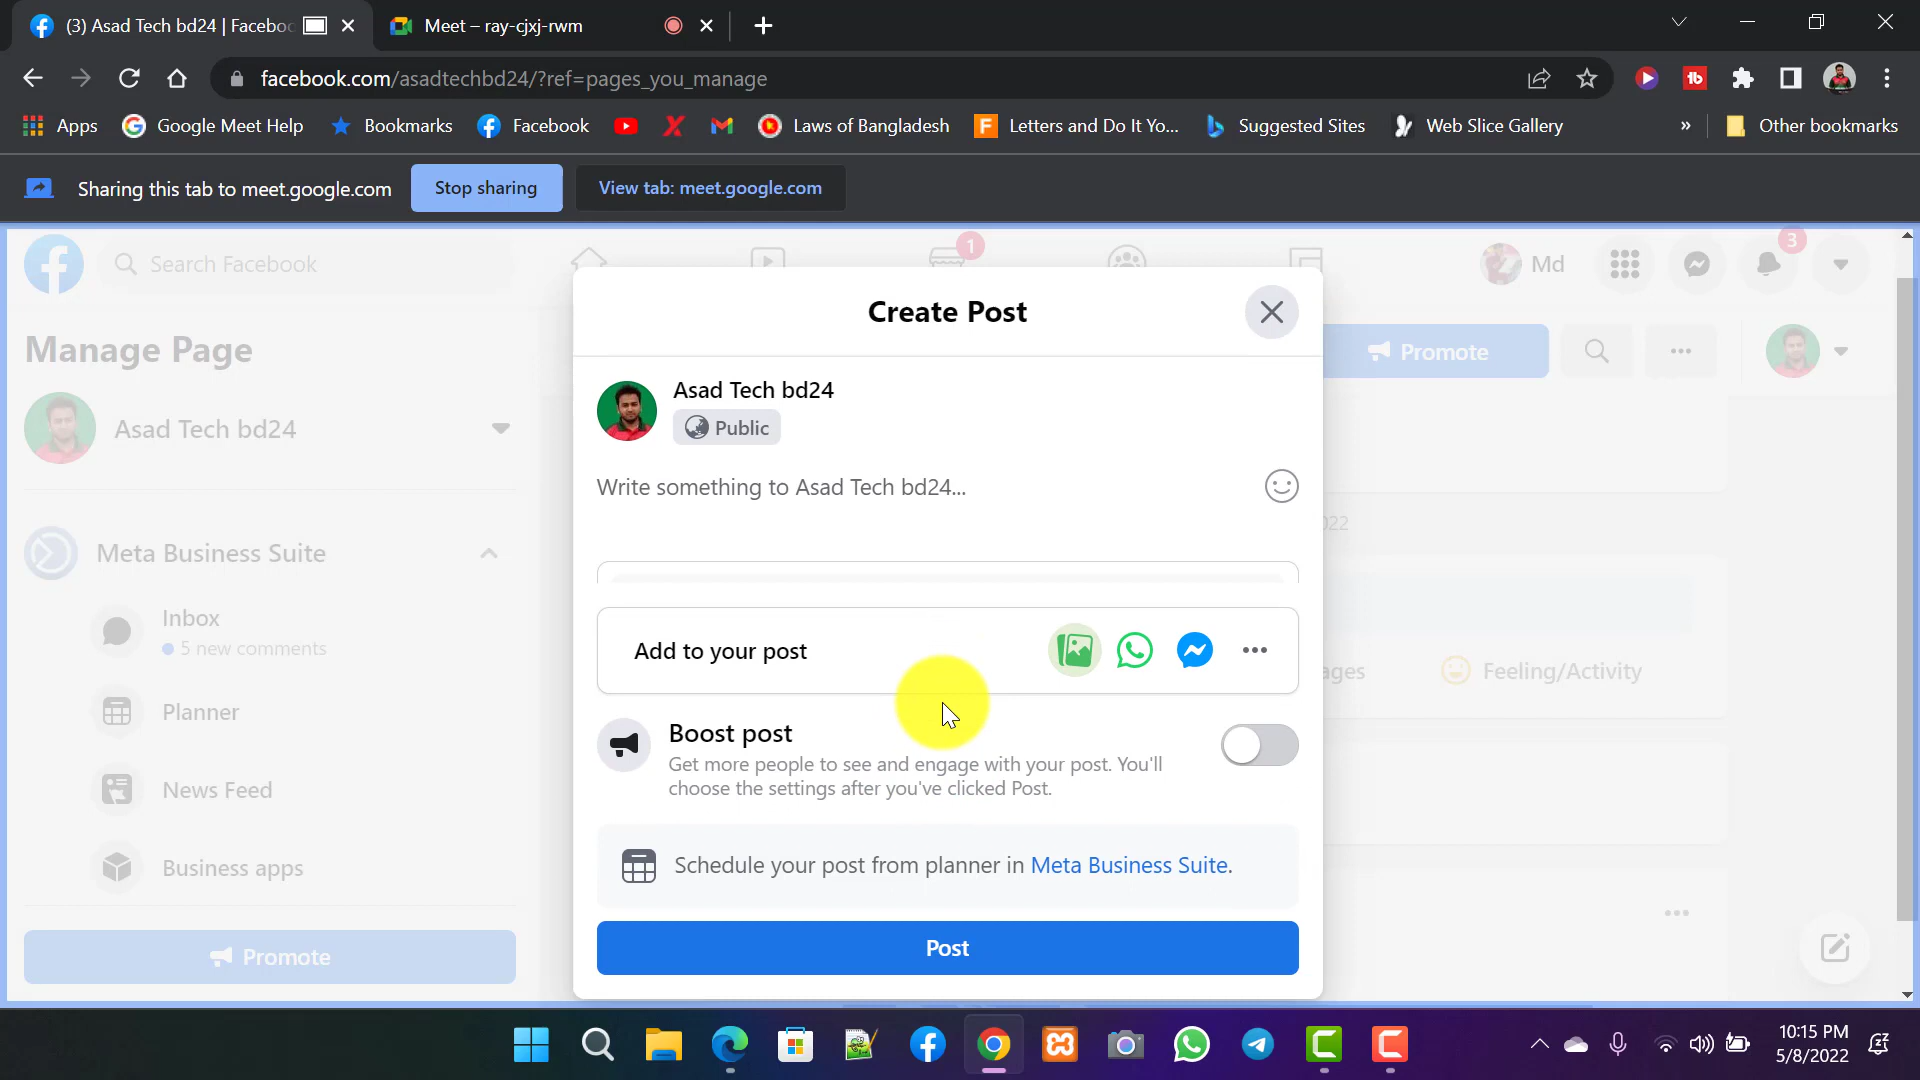 (3) Asad Tech bd24 | Faceboo
Meet – ray-cjxj-rwm
facebook.com/asadtechbd24/?ref=pages_you_manage
Apps
Google Meet Help
Bookmarks
Facebook
Laws of Bangladesh
Letters and Do It Yo...
Suggested Sites
Web Slice Gallery
»
Other bookmarks
Sharing this tab to meet.google.com
Stop sharing
View tab: meet.google.com
Search Facebook
1
Md
3
Manage Page
Asad Tech bd24
Meta Business Suite
Inbox
5 new comments
Planner
News Feed
Business apps
Promote
Create Post
Asad Tech bd24
Public
Write something to Asad Tech bd24...
Add to your post
Boost post
Get more people to see and engage with your post. You'll
choose the settings after you've clicked Post.
Schedule your post from planner in Meta Business Suite.
Post
Promote
Feeling/Activity
10:15 PM
5/8/2022